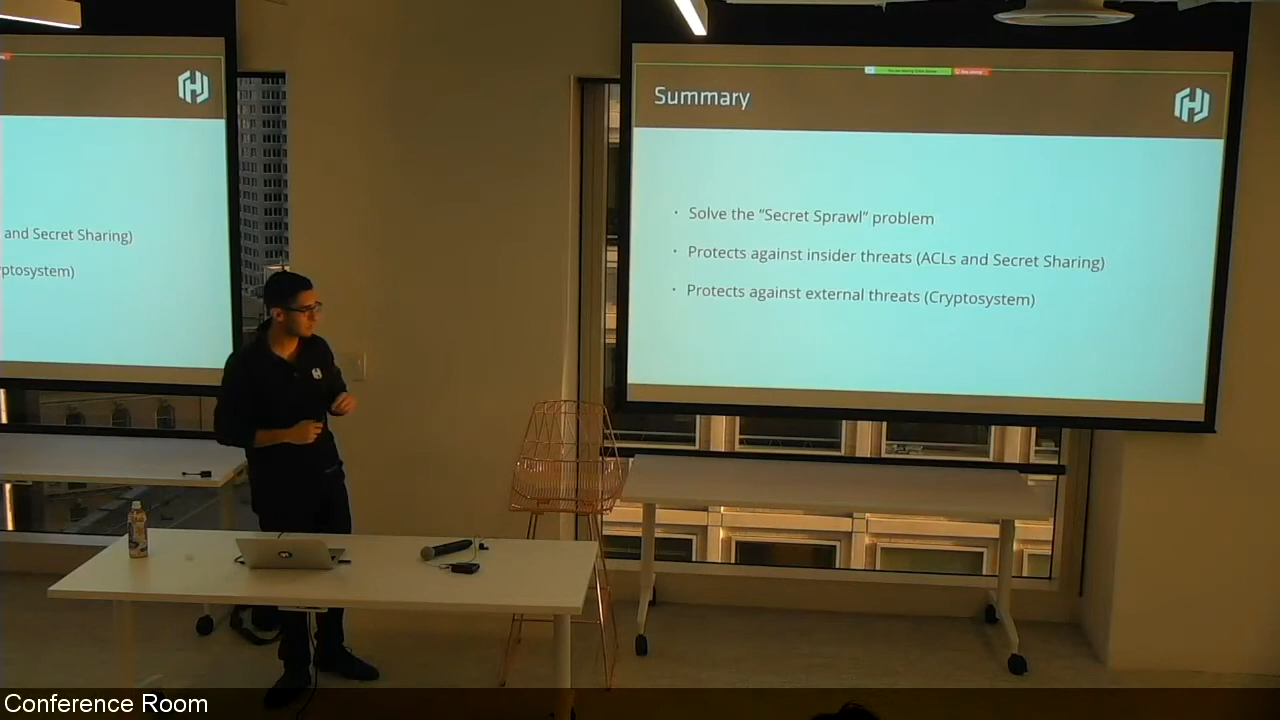 Summary
· Solve the “Secret Sprawl” problem
· Protects against insider threats (ACLs and Secret Sharing)
· Protects against external threats (Cryptosystem)
and Secret Sharing)
ptosystem)
Conference Room